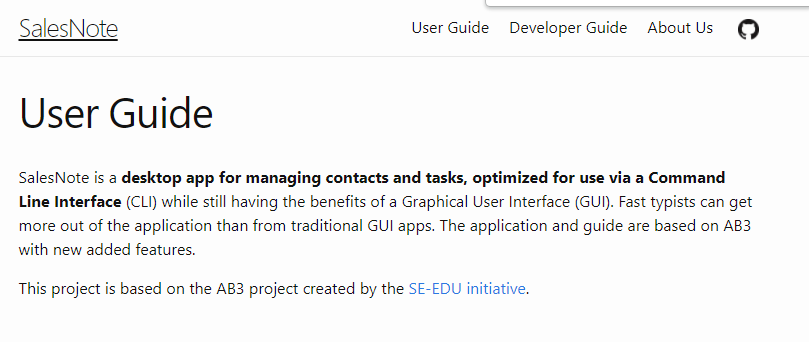 SalesNote
User Guide Developer Guide About Us
User Guide
SalesNote is a desktop app for managing contacts and tasks, optimized for use via a Command
Line Interface (CLI) while still having the benefits of a Graphical User Interface (GUI). Fast typists can get
more out of the application than from traditional GUI apps. The application and guide are based on AB3
with new added features.
This project is based on the AB3 project created by the SE-EDU initiative.